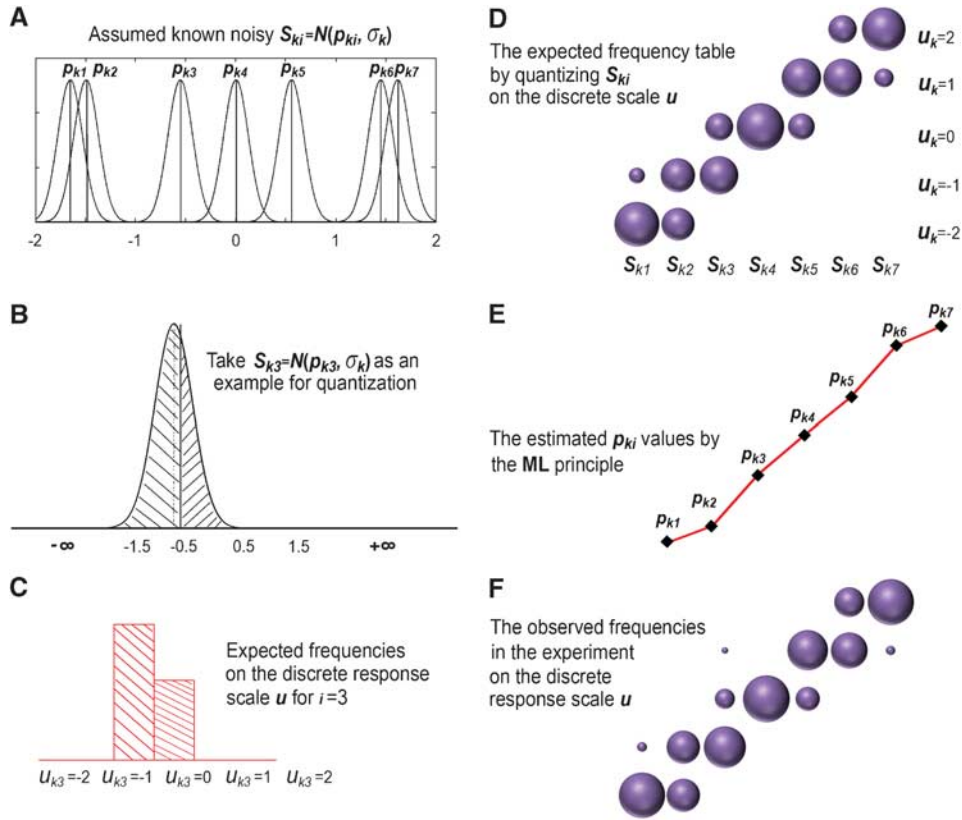 A
Assumed known noisy Ski=N(pki, σk)
pk1 pk2 pk3 pk4 pk5 pk6 pk7
-2 -1 0 1 2
B
Take Sk3=N(pk3, σk) as an
example for quantization
-∞ -1.5 -0.5 0.5 1.5 +∞
C
Expected frequencies
on the discrete response
scale u for i=3
uk3=-2 uk3=-1 uk3=0 uk3=1 uk3=2
D
The expected frequency table
by quantizing Ski
on the discrete scale u
uk=2
uk=1
uk=0
uk=-1
uk=-2
Sk1 Sk2 Sk3 Sk4 Sk5 Sk6 Sk7
E
The estimated pki values by
the ML principle
pk1
pk2
pk3
pk4
pk5
pk6
pk7
F
The observed frequencies
in the experiment
on the discrete
response scale u